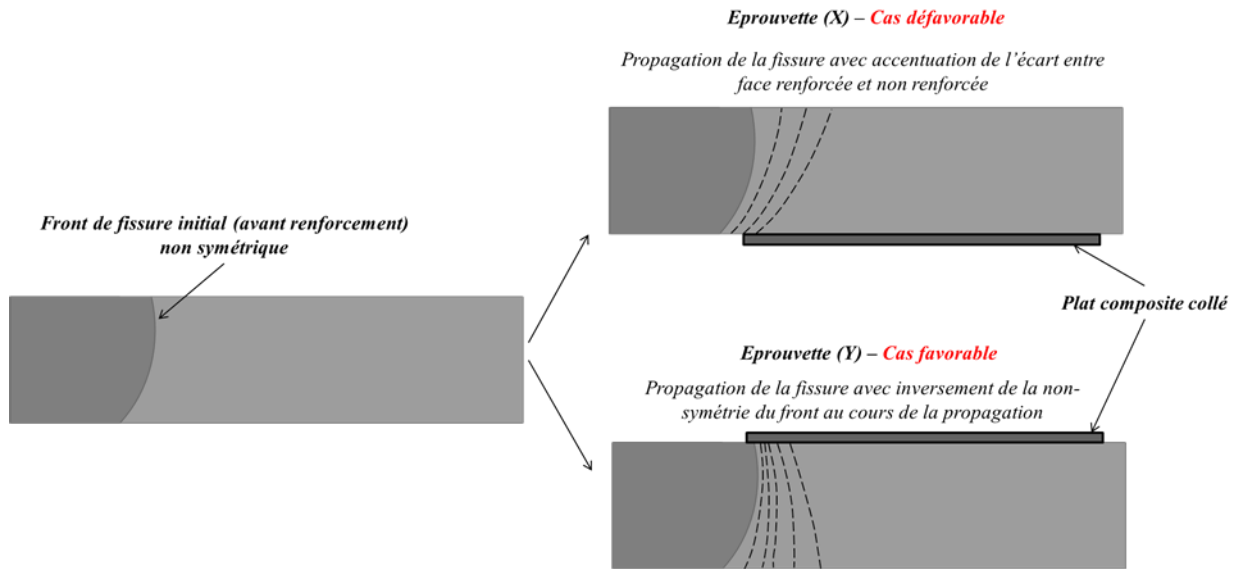 Eprouvette (X) – Cas défavorable
Propagation de la fissure avec accentuation de l'écart entre
face renforcée et non renforcée
Front de fissure initial (avant renforcement)
non symétrique
Plat composite collé
Eprouvette (Y) – Cas favorable
Propagation de la fissure avec inversement de la non-
symétrie du front au cours de la propagation